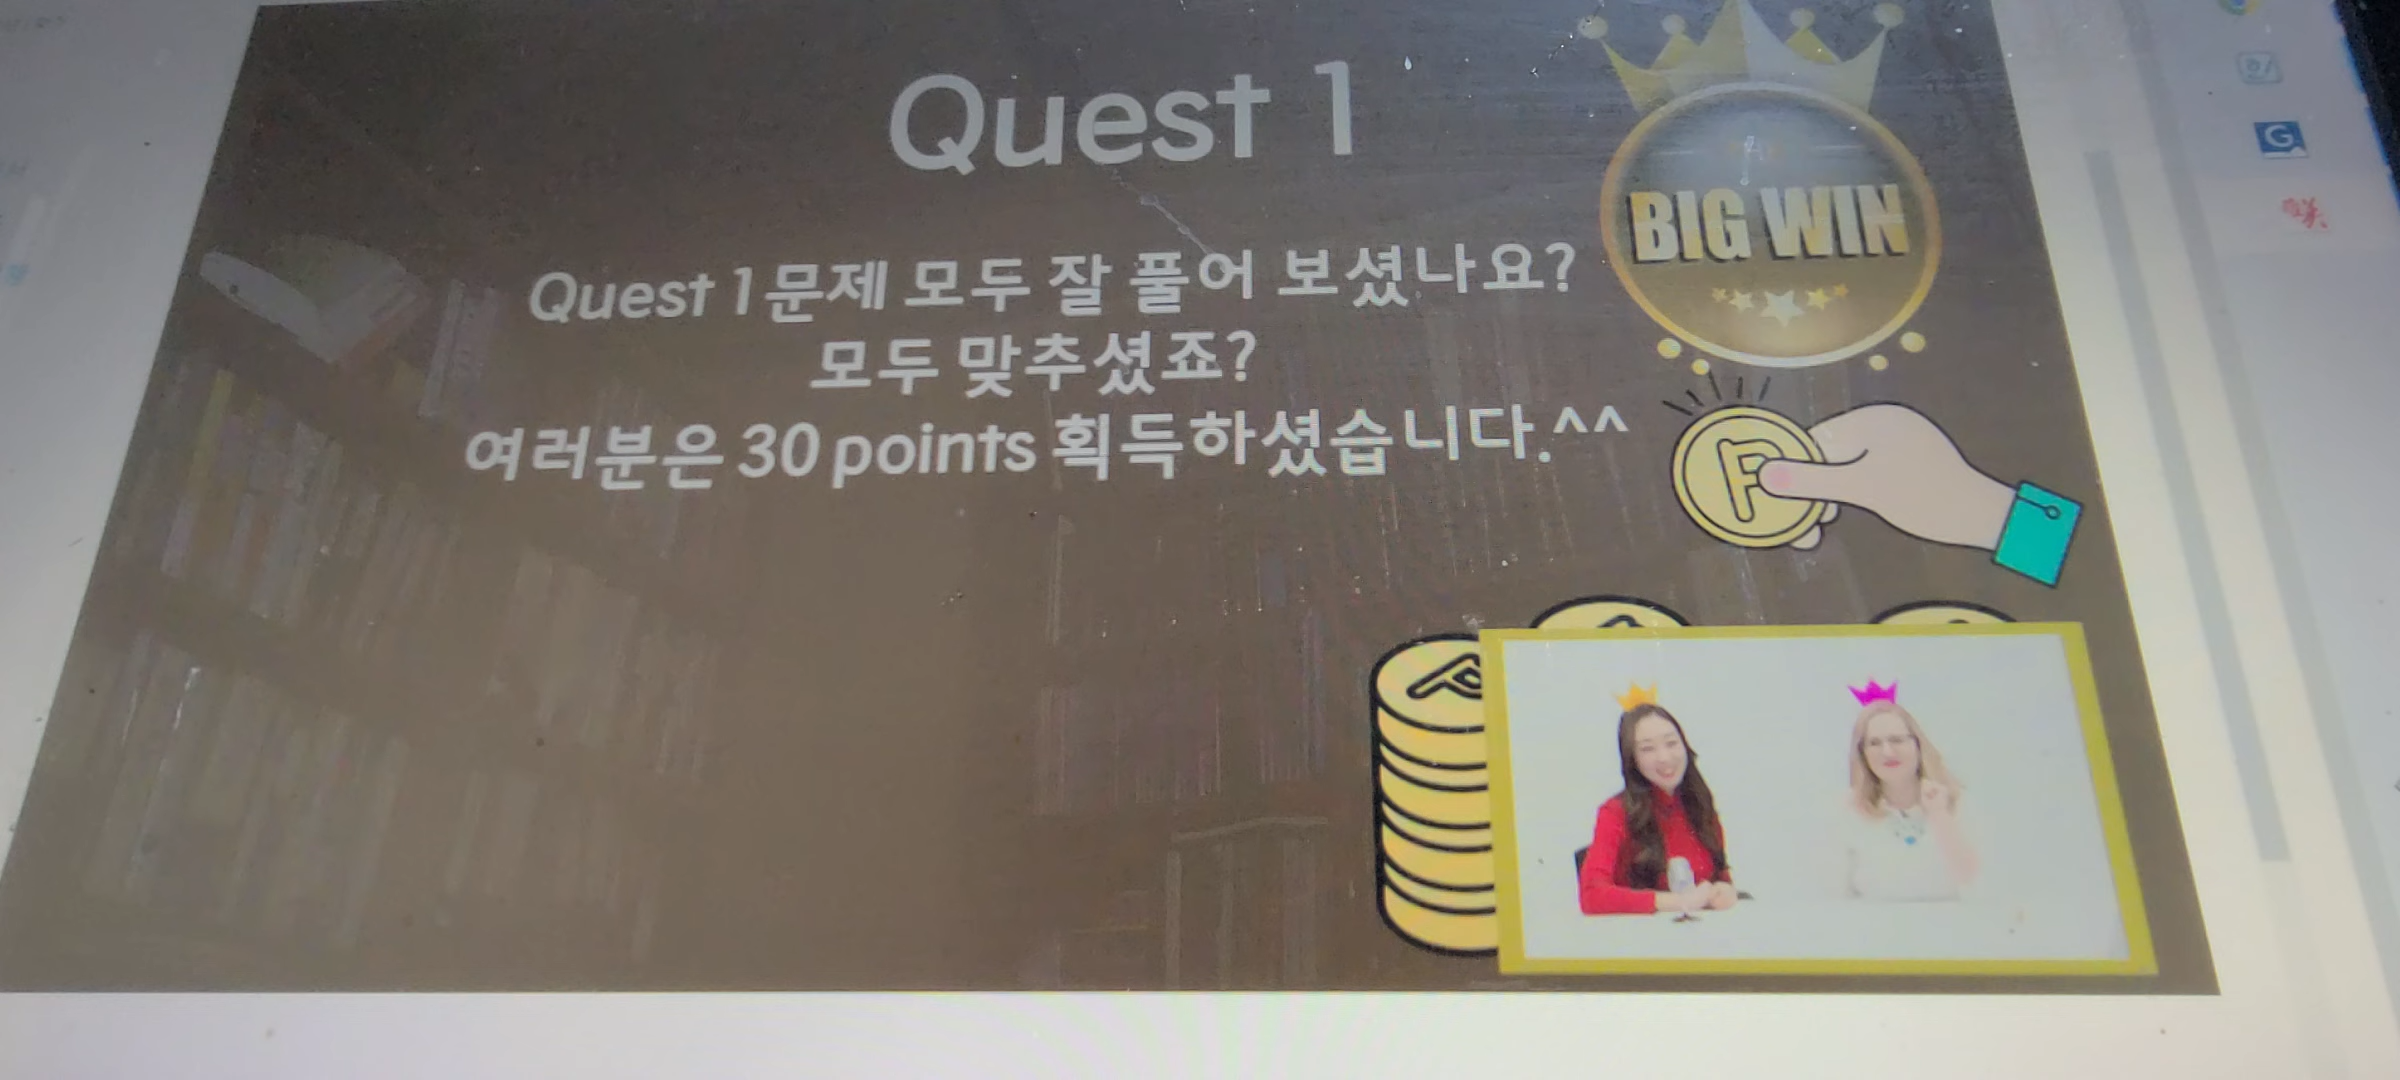 Quest 1
BIG WIN
Quest 1문제 모두 잘 풀어 보셨나요?
모두 맞추셨죠?
여러분은 30 points 획득하셨습니다.^^
P
P
G